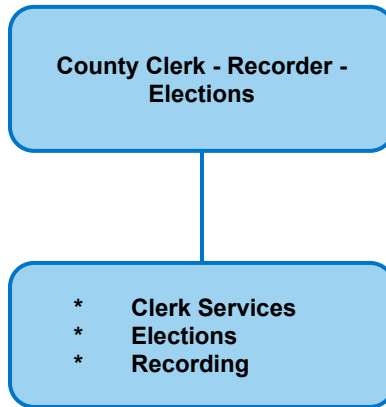 County Clerk - Recorder -
Elections
* Clerk Services
* Elections
* Recording